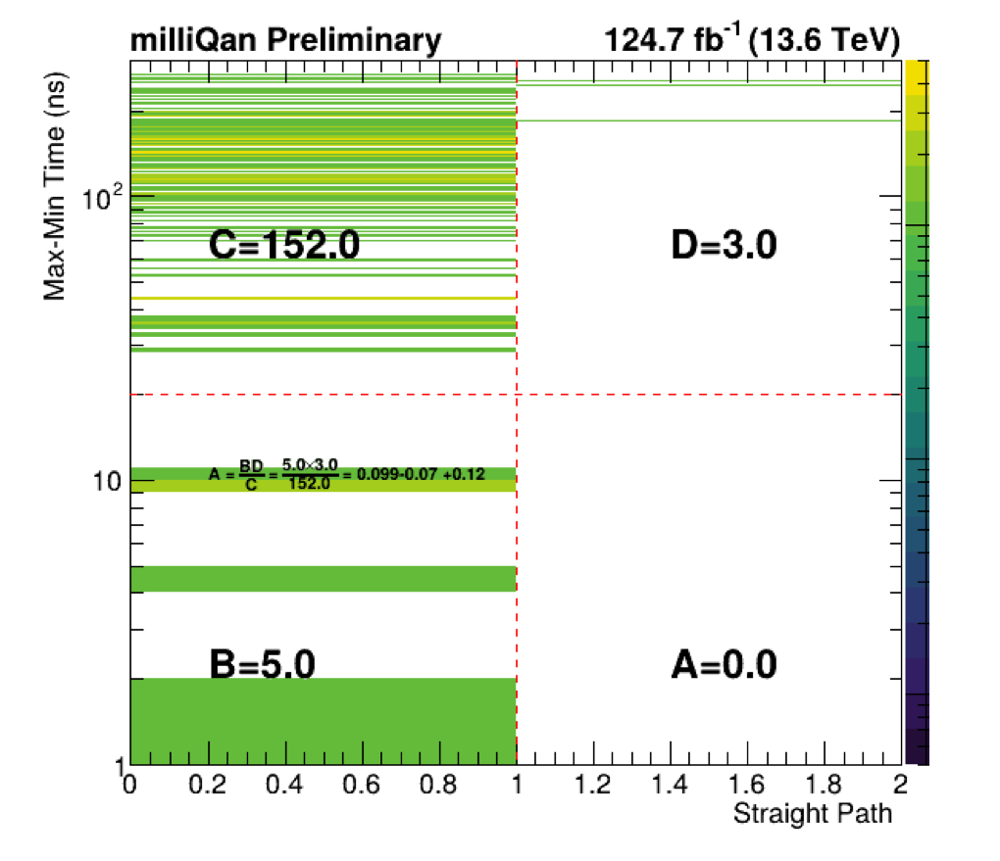 milliQan Preliminary 124.7 fb⁻¹ (13.6 TeV)
Max-Min Time (ns)
10²
C=152.0 D=3.0
10
A = BD/C = 5.0×3.0/152.0 = 0.099-0.07 +0.12
B=5.0 A=0.0
1
0 0.2 0.4 0.6 0.8 1 1.2 1.4 1.6 1.8 2
Straight Path